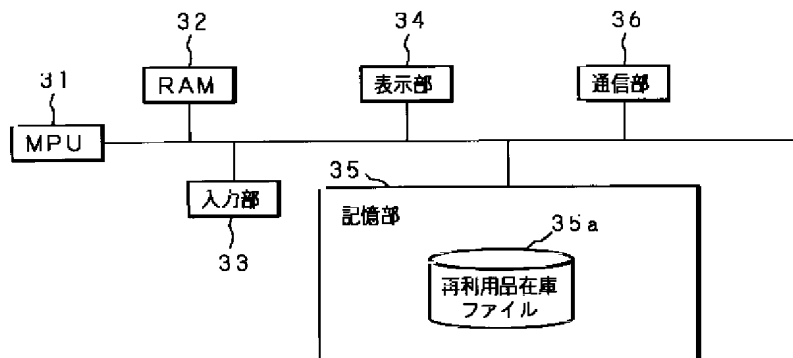 32
34
36
31
RAM
表示部
通信部
MPU
35
入力部
記憶部
33
35a
再利用品在庫
ファイル